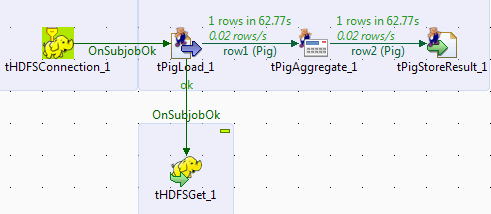 1 rows in 62.77s
1 rows in 62.77s
0.02 rows/s
0.02 rows/s
OnSubjobOk
row1 (Pig)
row2 (Pig)
tHDFSConnection_1
tPigLoad_1
tPigAggregate_1
tPigStoreResult_1
ok
OnSubjobOk
tHDFSGet_1